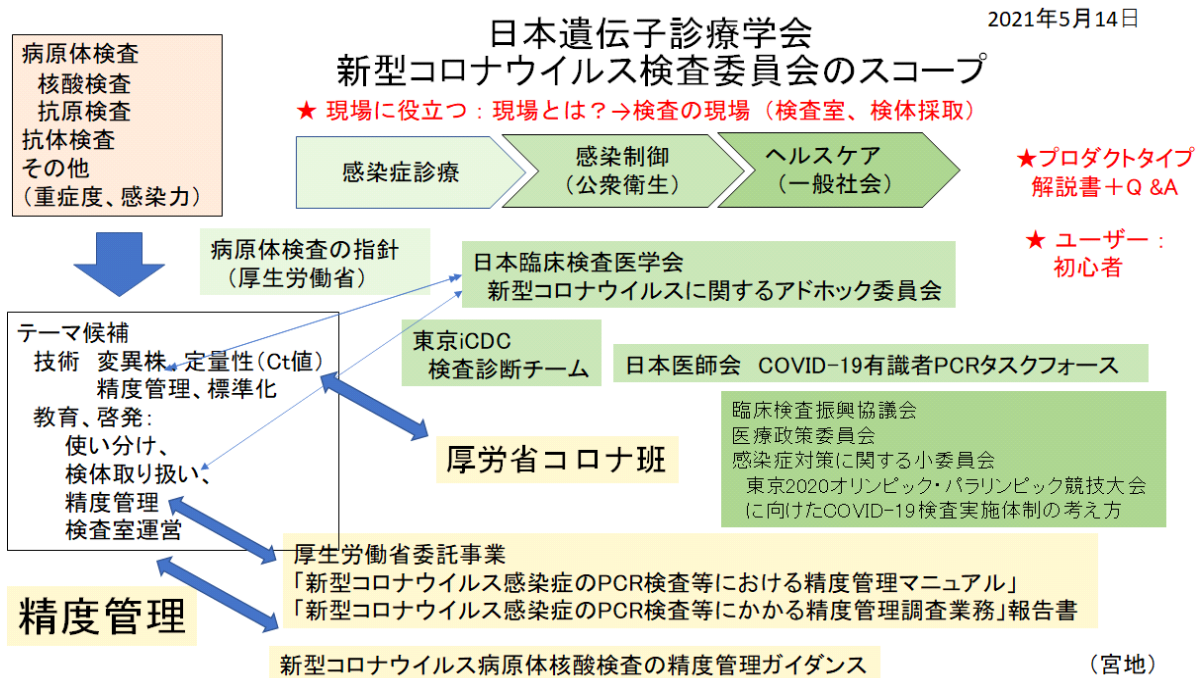 2021年5月14日
日本遺伝子診療学会
新型コロナウイルス検査委員会のスコープ
★ 現場に役立つ：現場とは？→検査の現場（検査室、検体採取）
病原体検査
核酸検査
抗原検査
抗体検査
その他
(重症度、感染力)
感染症診療
感染制御
(公衆衛生)
ヘルスケア
(一般社会)
★プロダクトタイプ
解説書＋Q &A
★ ユーザー：
初心者
病原体検査の指針
(厚生労働省)
日本臨床検査医学会
新型コロナウイルスに関するアドホック委員会
テーマ候補
技術 変異株、定量性(Ct値)
精度管理、標準化
教育、啓発：
使い分け、
検体取り扱い、
精度管理
検査室運営
東京iCDC
検査診断チーム
日本医師会 COVID-19有識者PCRタスクフォース
厚労省コロナ班
臨床検査振興協議会
医療政策委員会
感染症対策に関する小委員会
東京2020オリンピック・パラリンピック競技大会
に向けたCOVID-19検査実施体制の考え方
精度管理
厚生労働省委託事業
「新型コロナウイルス感染症のPCR検査等における精度管理マニュアル」
「新型コロナウイルス感染症のPCR検査等にかかる精度管理調査業務」報告書
新型コロナウイルス病原体核酸検査の精度管理ガイダンス
（宮地）